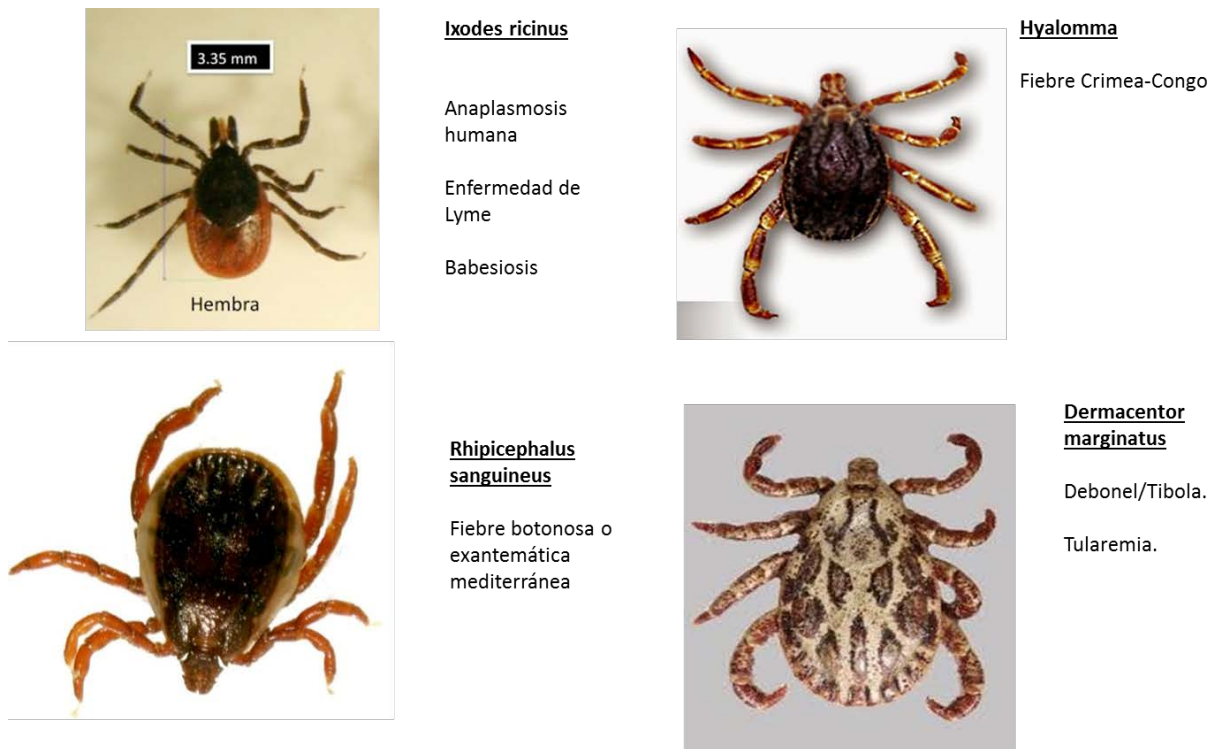 3.35 mm
Hembra
Ixodes ricinus
Anaplasmosis
humana
Enfermedad de
Lyme
Babesiosis
Hyalomma
Fiebre Crimea-Congo
Rhipicephalus
sanguineus
Fiebre botonosa o
exantemática
mediterránea
Dermacentor
marginatus
Debonel/Tibola.
Tularemia.